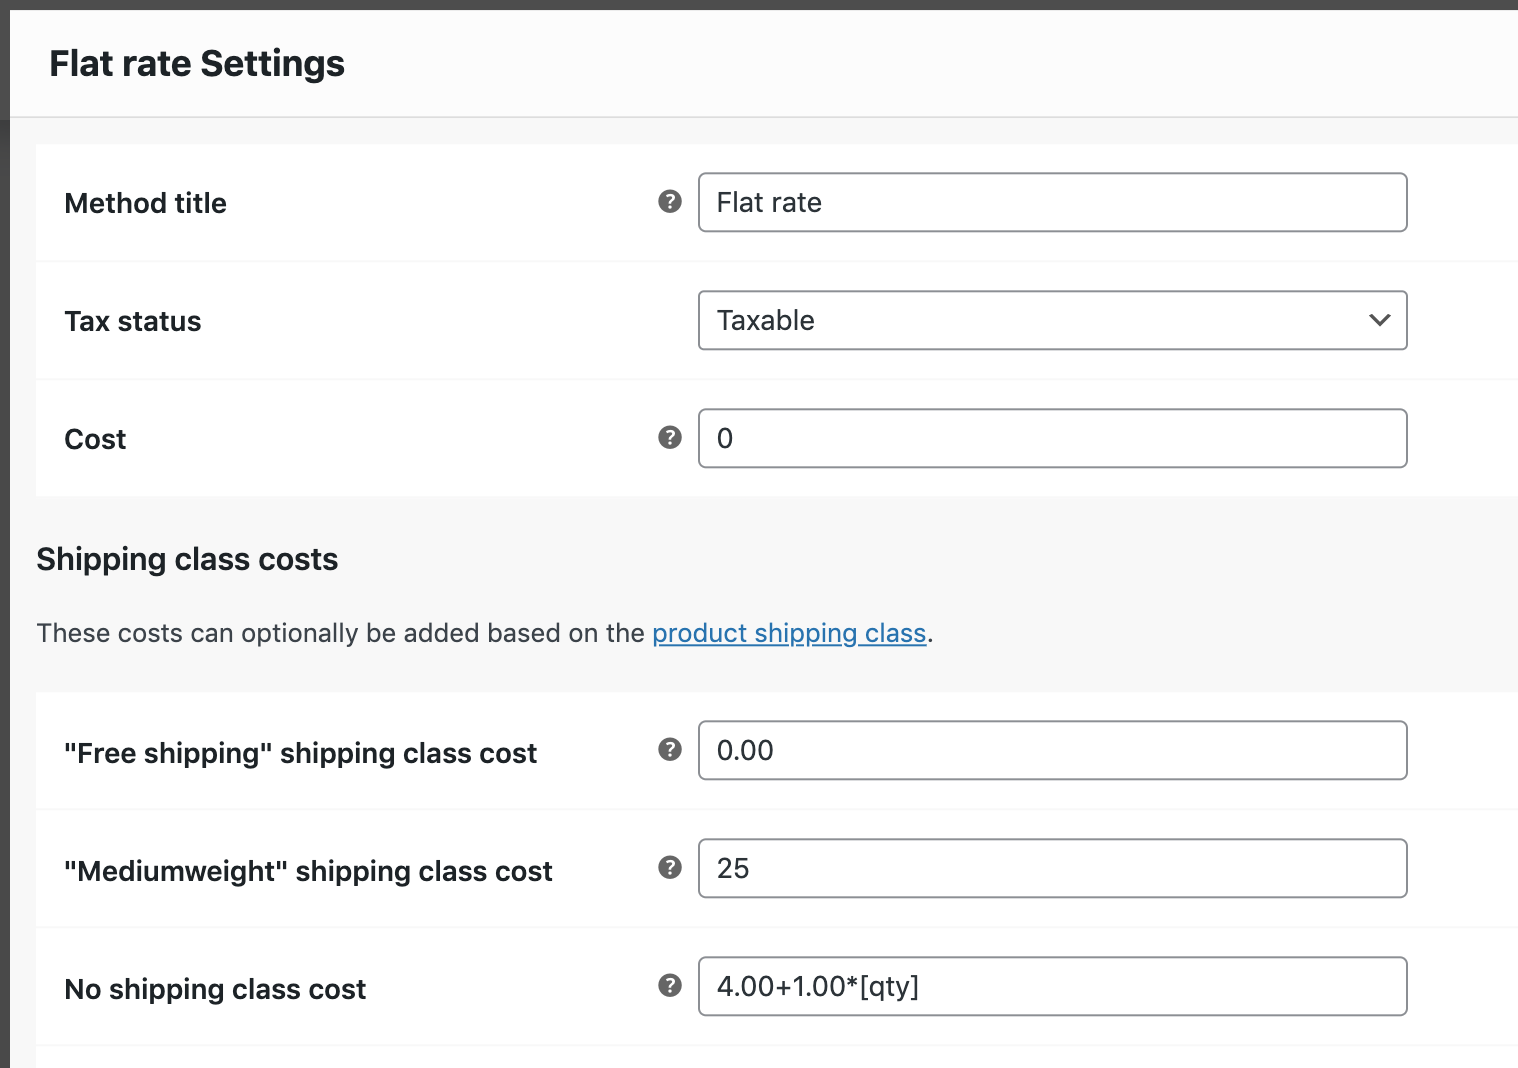 Flat rate Settings
Method title
Flat rate
Tax status
Taxable
Cost
0
Shipping class costs
These costs can optionally be added based on the product shipping class.
"Free shipping" shipping class cost
0.00
"Mediumweight" shipping class cost
25
No shipping class cost
4.00+1.00*[qty]